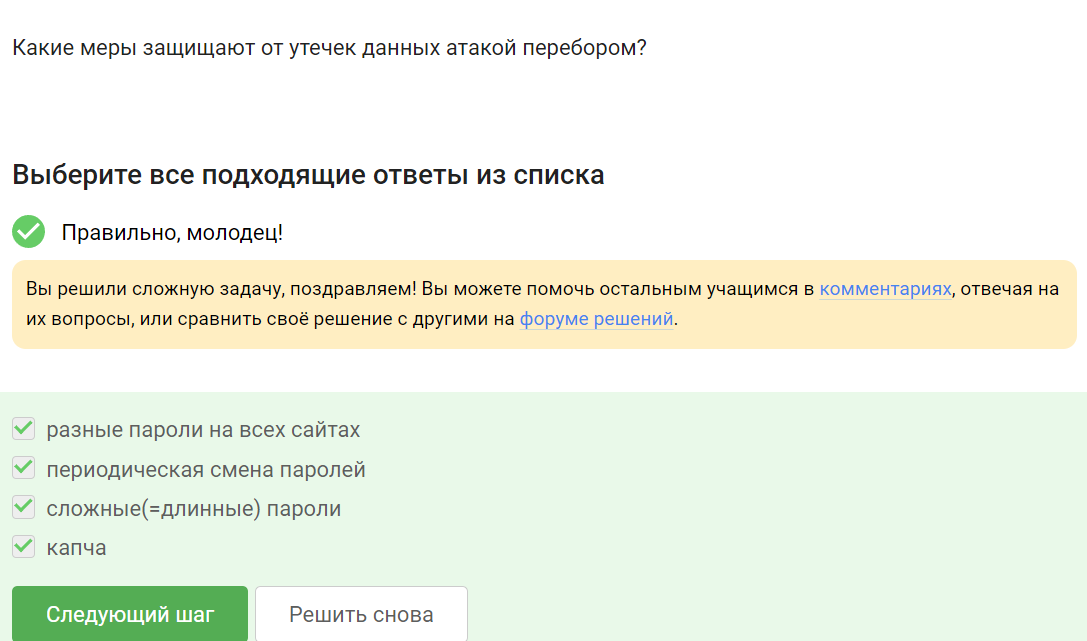 Какие меры защищают от утечек данных атакой перебором?
Выберите все подходящие ответы из списка
Правильно, молодец!
Вы решили сложную задачу, поздравляем! Вы можете помочь остальным учащимся в комментариях, отвечая на
их вопросы, или сравнить своё решение с другими на форуме решений.
разные пароли на всех сайтах
периодическая смена паролей
сложные(=длинные) пароли
капча
Следующий шаг
Решить снова